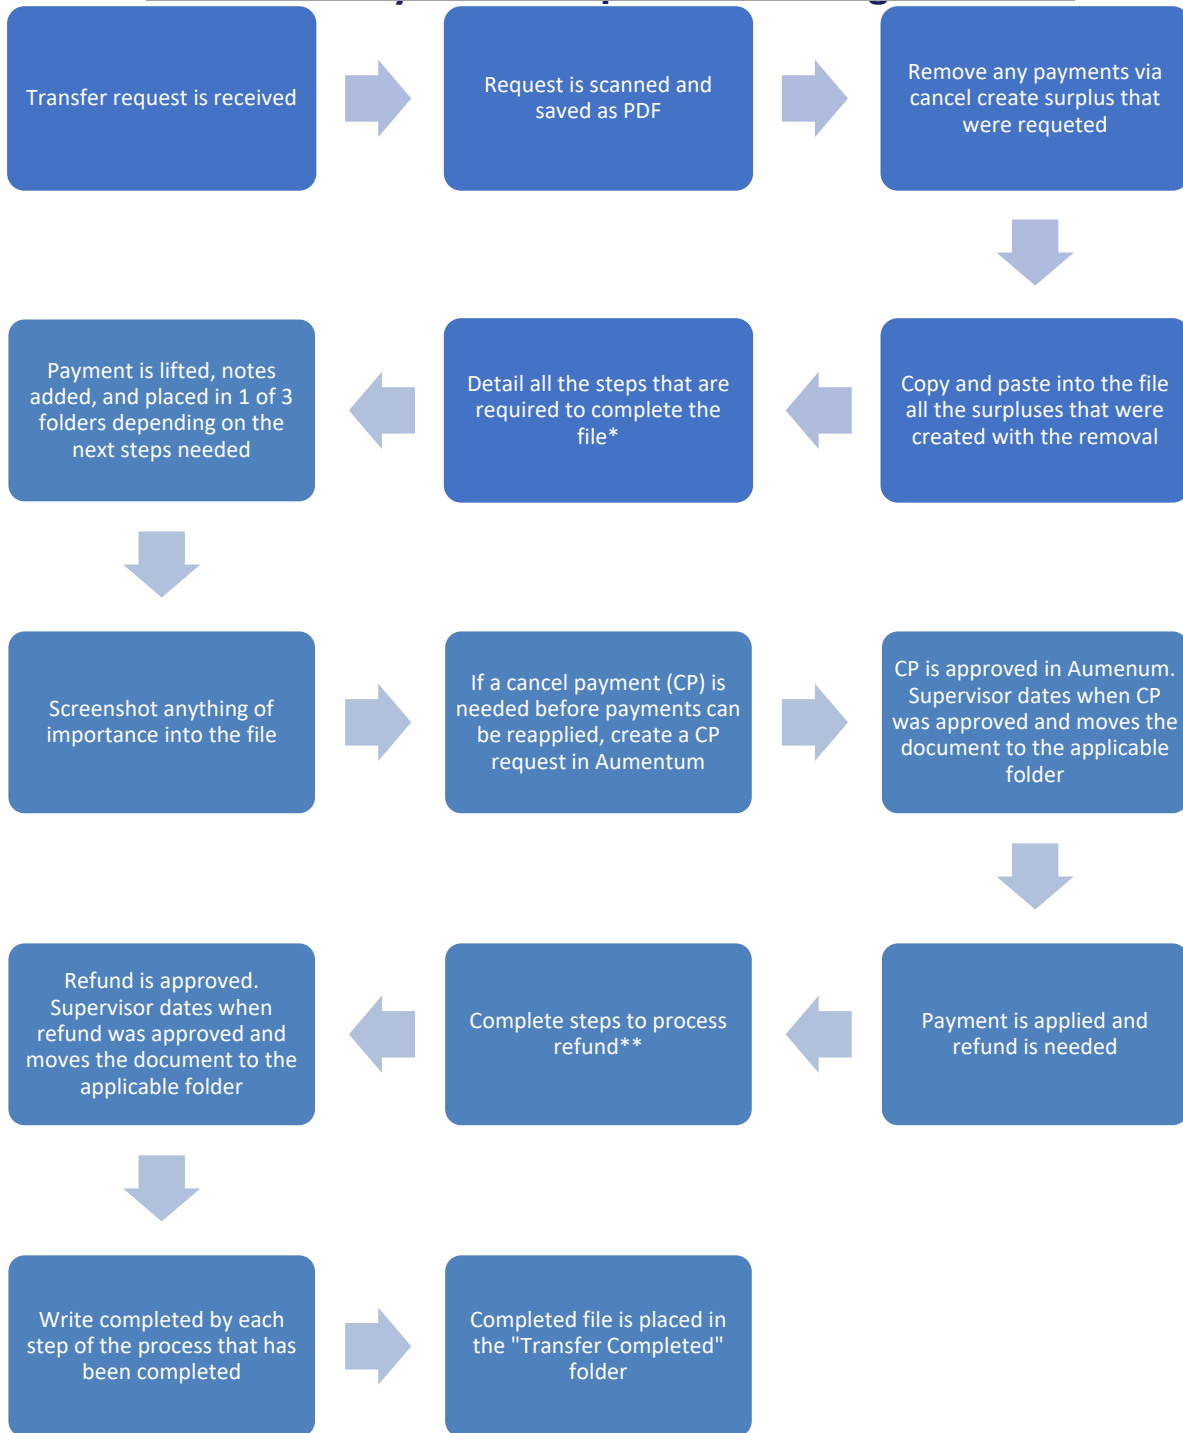 Transfer request is received
Request is scanned and
saved as PDF
Remove any payments via
cancel create surplus that
were requeted
Copy and paste into the file
all the surpluses that were
created with the removal
Detail all the steps that are
required to complete the
file*
Payment is lifted, notes
added, and placed in 1 of 3
folders depending on the
next steps needed
Screenshot anything of
importance into the file
If a cancel payment (CP) is
needed before payments can
be reapplied, create a CP
request in Aumentum
CP is approved in Aumenum.
Supervisor dates when CP
was approved and moves the
document to the applicable
folder
Payment is applied and
refund is needed
Complete steps to process
refund**
Refund is approved.
Supervisor dates when
refund was approved and
moves the document to the
applicable folder
Write completed by each
step of the process that has
been completed
Completed file is placed in
the "Transfer Completed"
folder